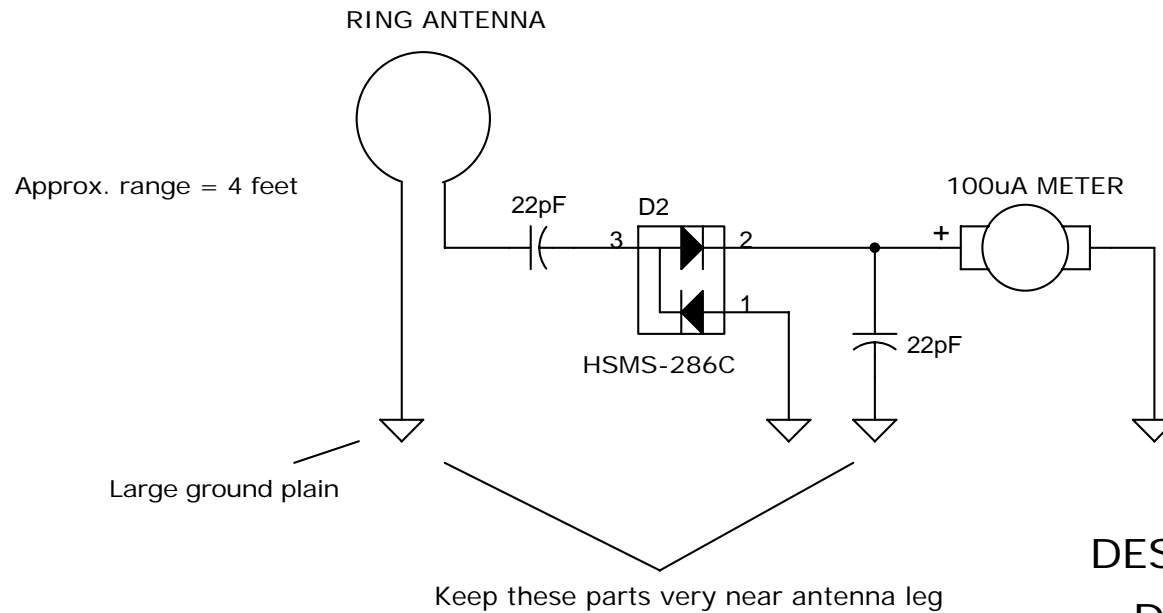 RING ANTENNA
Approx. range = 4 feet
100uA METER
22pF
D2
3
2
+
1
22pF
HSMS-286C
Large ground plain
DES
D
Keep these parts very near antenna leg